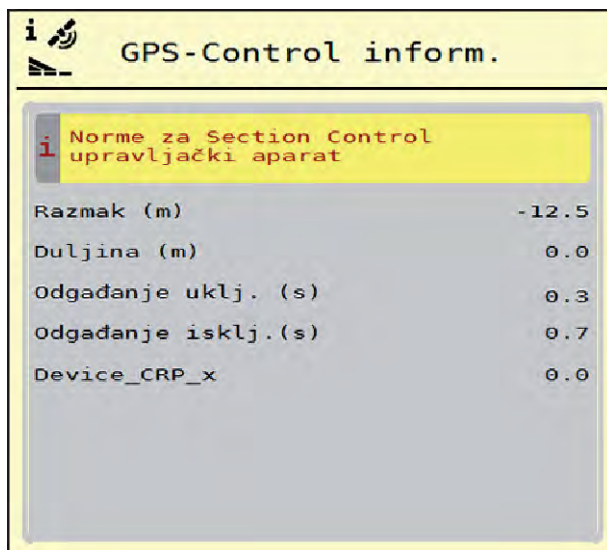 i
GPS-Control inform.
i
Norme za Section Control
upravljački aparat
Razmak (m) -12.5
Duljina (m) 0.0
Odgađanje uklj. (s) 0.3
Odgađanje isklj.(s) 0.7
Device_CRP_x 0.0